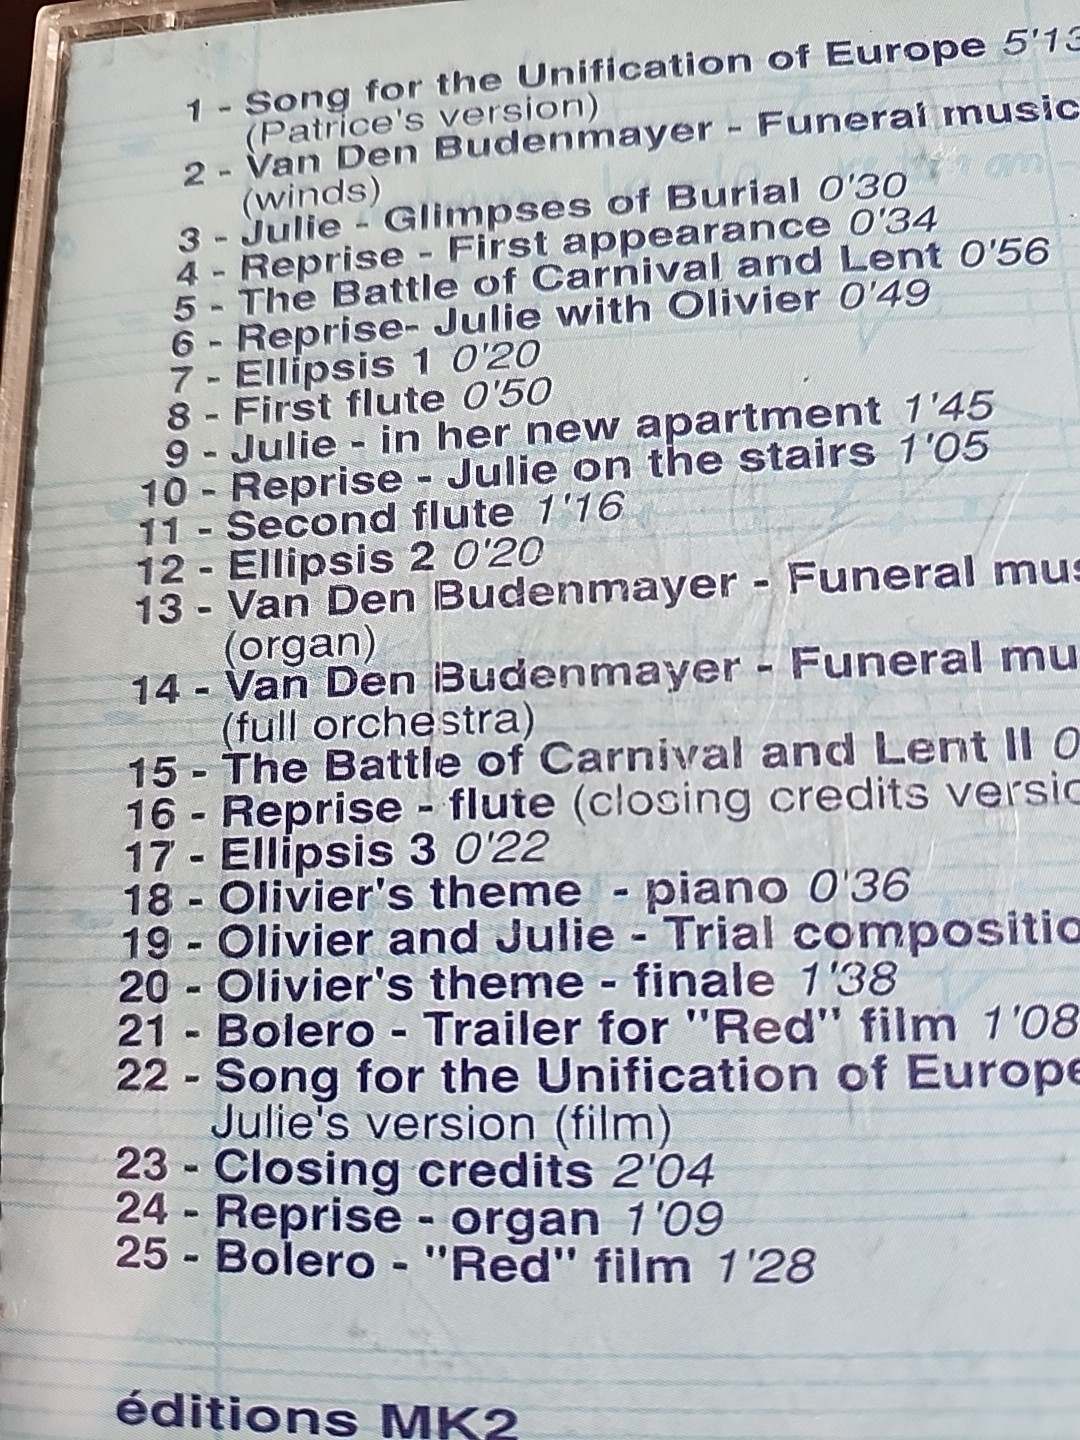 1 - Song for the Unification of Europe 5'13
(Patrice's version)
2 - Van Den Budenmayer - Funeral music
(winds)
3 - Julie - Glimpses of Burial 0'30
4 - Reprise - First appearance 0'34
5 - The Battle of Carnival and Lent 0'56
6 - Reprise- Julie with Olivier 0'49
7 - Ellipsis 1 0'20
8 - First flute 0'50
9 - Julie - in her new apartment 1'45
10 - Reprise - Julie on the stairs 1'05
11 - Second flute 1'16
12 - Ellipsis 2 0'20
13 - Van Den Budenmayer - Funeral mus
(organ)
14 - Van Den Budenmayer - Funeral mu
(full orchestra)
15 - The Battle of Carnival and Lent II 0
16 - Reprise - flute (closing credits versio
17 - Ellipsis 3 0'22
18 - Olivier's theme - piano 0'36
19 - Olivier and Julie - Trial compositio
20 - Olivier's theme - finale 1'38
21 - Bolero - Trailer for "Red" film 1'08
22 - Song for the Unification of Europe
Julie's version (film)
23 - Closing credits 2'04
24 - Reprise - organ 1'09
25 - Bolero - "Red" film 1'28
éditions MK2